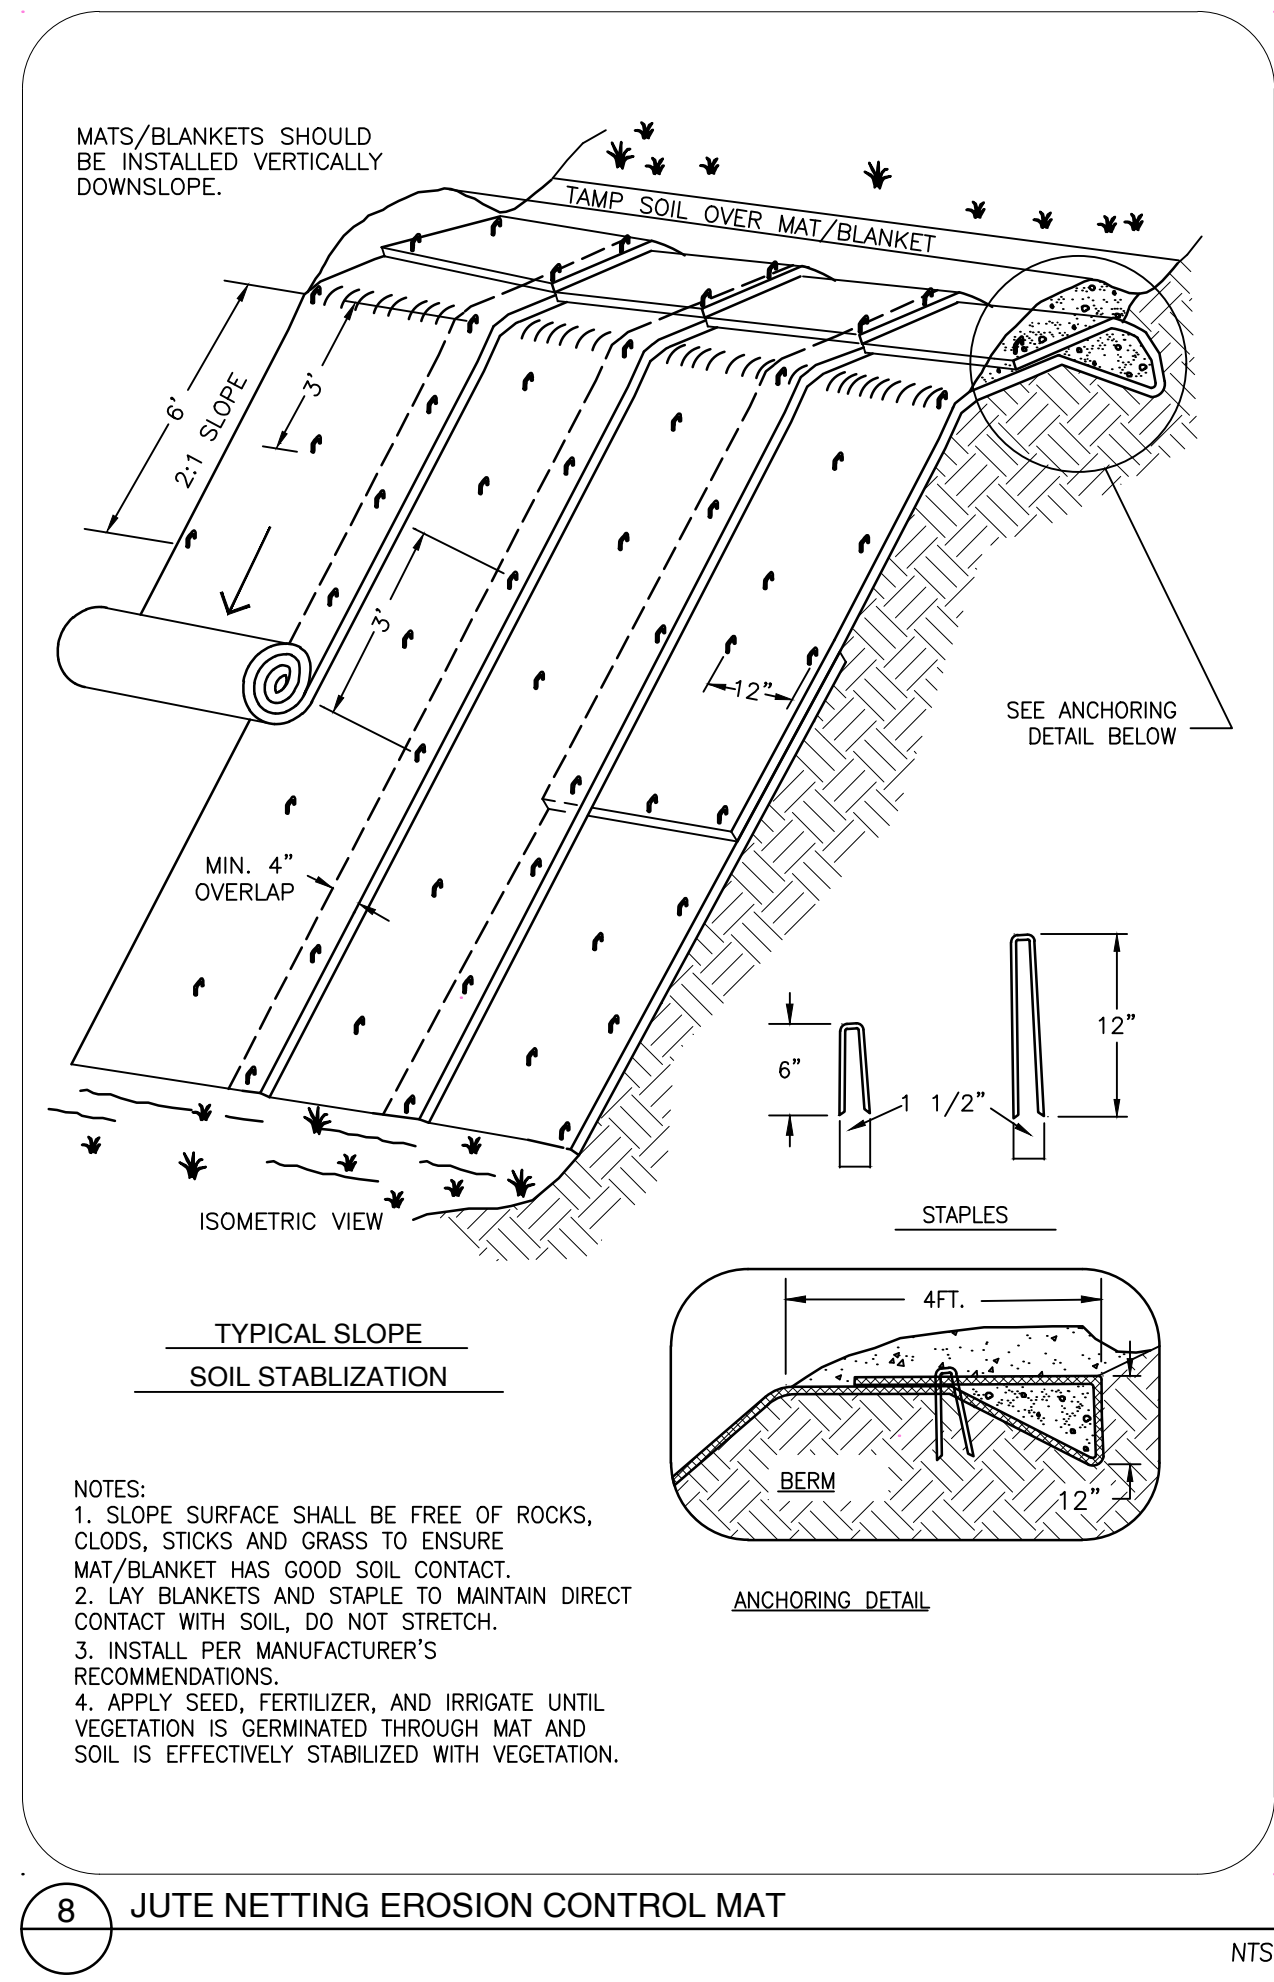 MATS/BLANKETS SHOULD
BE INSTALLED VERTICALLY
DOWNSLOPE.
TAMP SOIL OVER MAT/BLANKET
6'
2:1 SLOPE
3'
3'
12"
SEE ANCHORING
DETAIL BELOW
MIN. 4"
OVERLAP
6"
1 1/2"
12"
STAPLES
ISOMETRIC VIEW
TYPICAL SLOPE
SOIL STABLIZATION
4FT.
BERM
12"
ANCHORING DETAIL
NOTES:
1. SLOPE SURFACE SHALL BE FREE OF ROCKS,
CLODS, STICKS AND GRASS TO ENSURE
MAT/BLANKET HAS GOOD SOIL CONTACT.
2. LAY BLANKETS AND STAPLE TO MAINTAIN DIRECT
CONTACT WITH SOIL, DO NOT STRETCH.
3. INSTALL PER MANUFACTURER'S
RECOMMENDATIONS.
4. APPLY SEED, FERTILIZER, AND IRRIGATE UNTIL
VEGETATION IS GERMINATED THROUGH MAT AND
SOIL IS EFFECTIVELY STABILIZED WITH VEGETATION.
8
JUTE NETTING EROSION CONTROL MAT
NTS